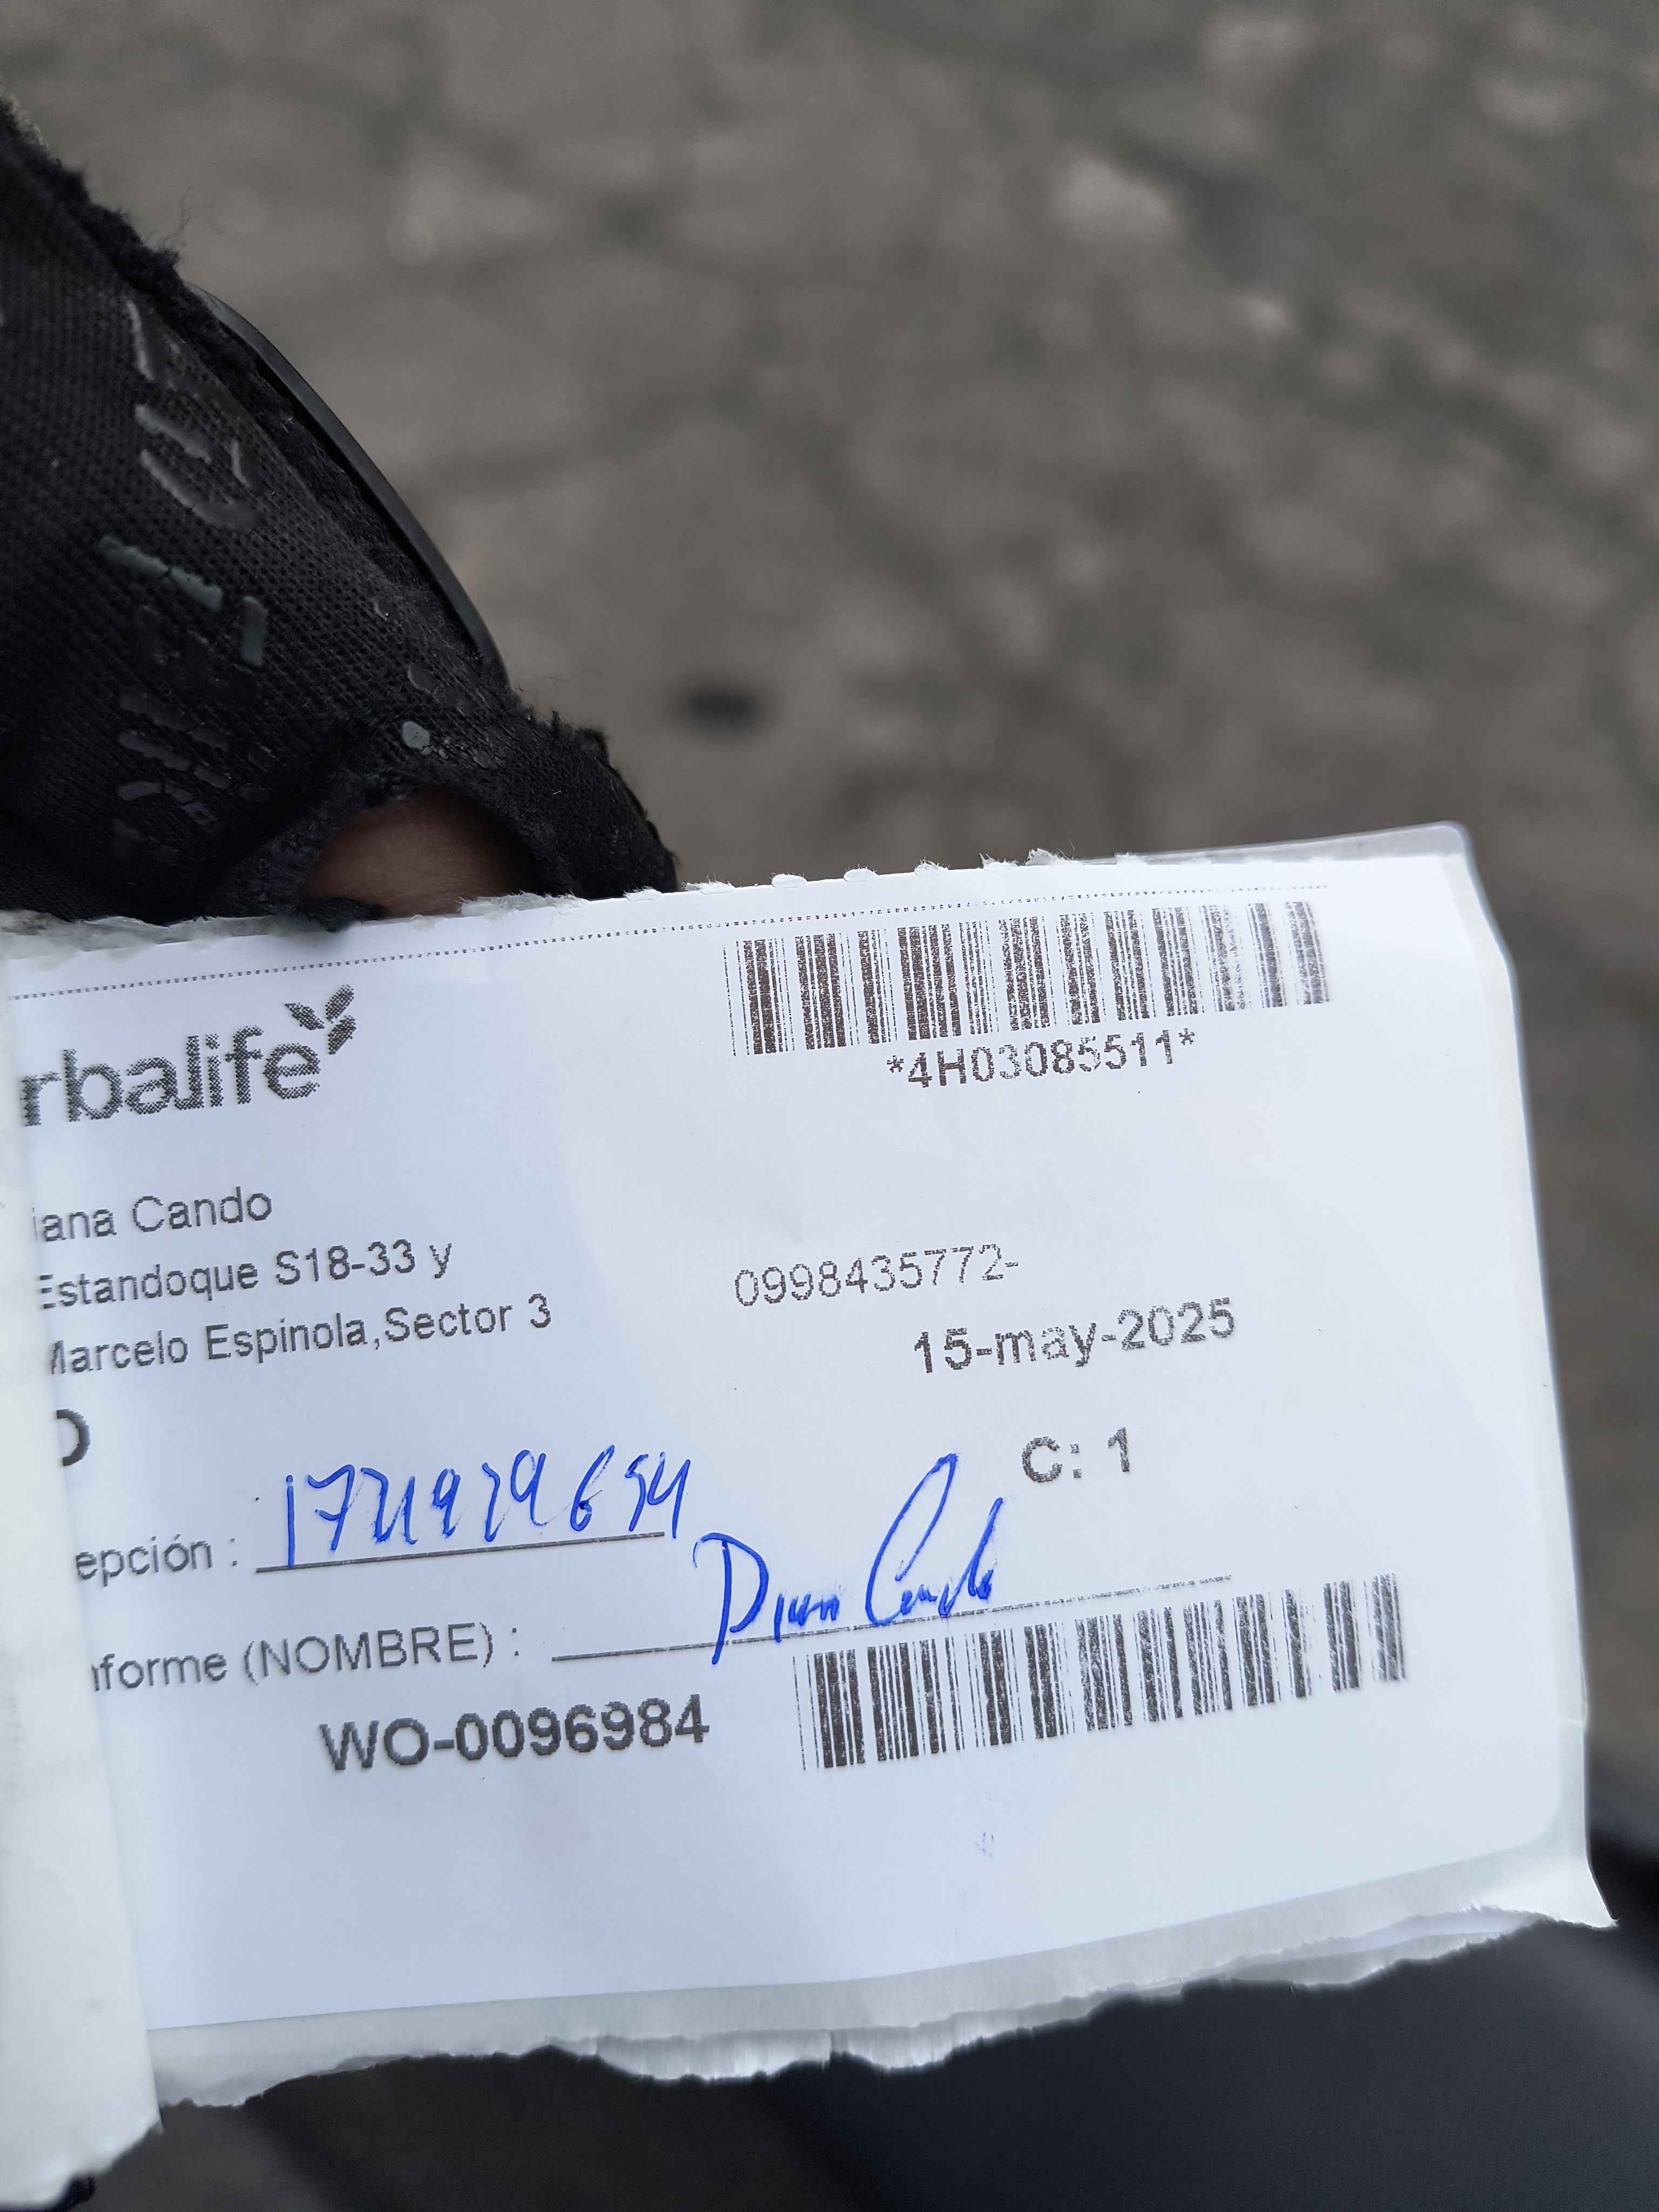 rbalife
*4H03085511*
iana Cando
Estandoque S18-33 y
0998435772-
Marcelo Espinola,Sector 3
15-may-2025
O
C: 1
epción :
nforme (NOMBRE) : Diana Cando
WO-0096984